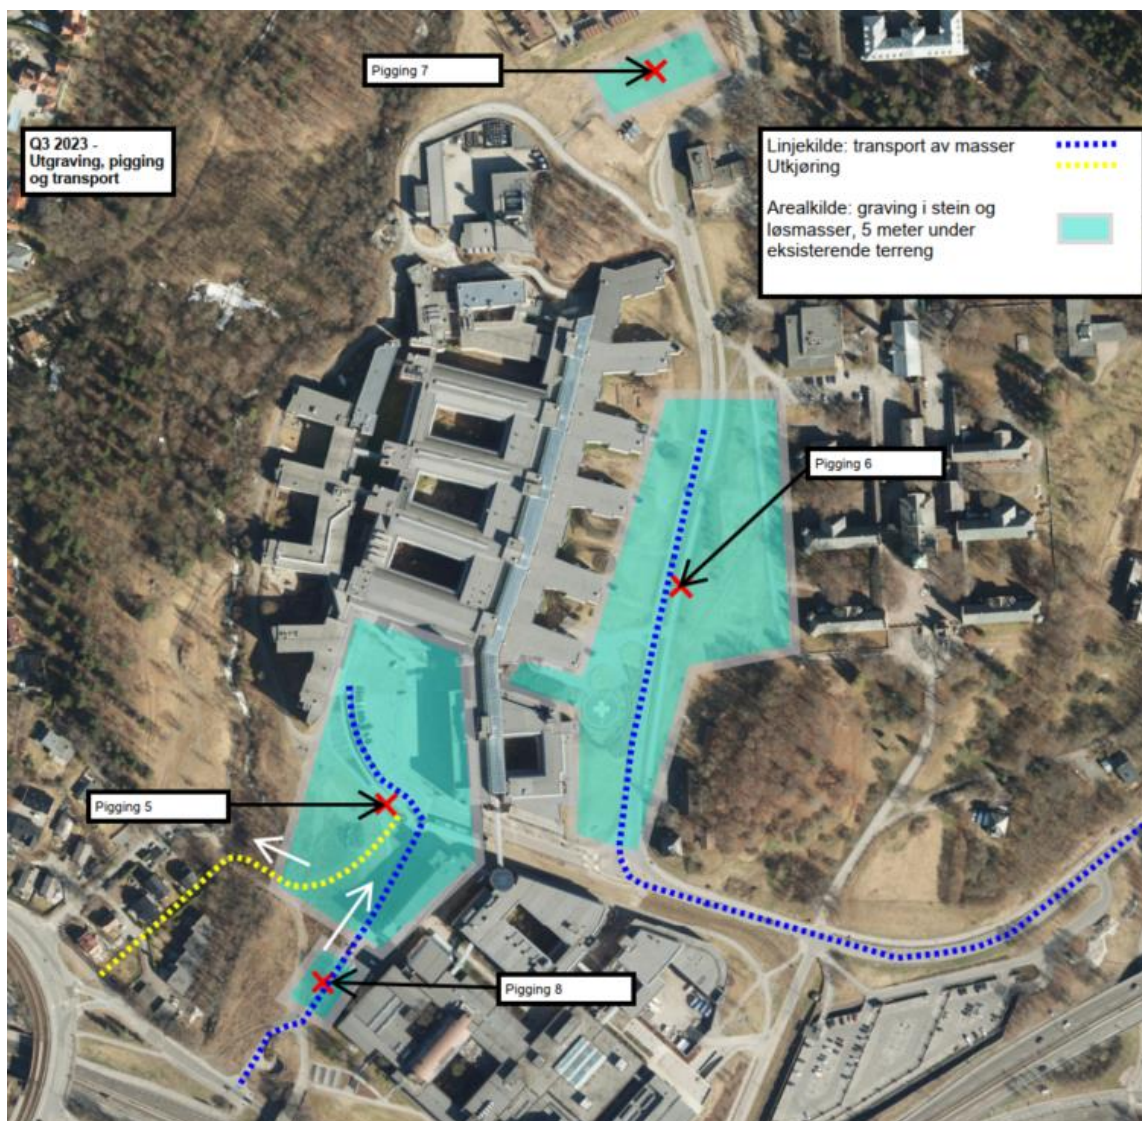 Pigging 7
Q3 2023 -
Utgraving, pigging
og transport
Linjekilde: transport av masser
Utkjøring
Arealkilde: graving i stein og
løsmasser, 5 meter under
eksisterende terreng
Pigging 6
Pigging 5
Pigging 8